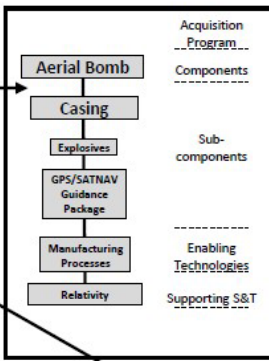 Acquisition
Program
Aerial Bomb
Components
Casing
Explosives
Sub-
components
GPS/SATNAV
Guidance
Package
Manufacturing
Processes
Enabling
Technologies
Relativity
Supporting S&T